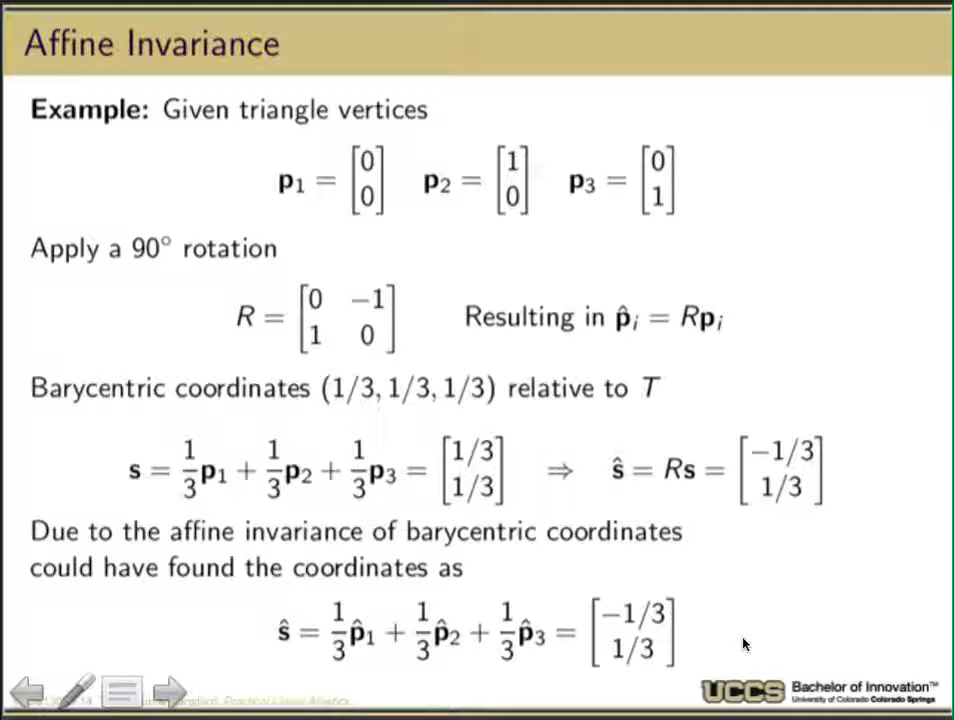 Affine Invariance
Example: Given triangle vertices
p₁ = [0 0] p₂ = [1 0] p₃ = [0 1]
Apply a 90° rotation
R = [0 −1 1 0] Resulting in p̂ᵢ = Rpᵢ
Barycentric coordinates (1/3, 1/3, 1/3) relative to T
s = 1/3 p₁ + 1/3 p₂ + 1/3 p₃ = [1/3 1/3] ⇒ ŝ = Rs = [−1/3 1/3]
Due to the affine invariance of barycentric coordinates
could have found the coordinates as
ŝ = 1/3 p̂₁ + 1/3 p̂₂ + 1/3 p̂₃ = [−1/3 1/3]
Practical Linear Algebra
UCCS Bachelor of Innovation™
University of Colorado Colorado Springs